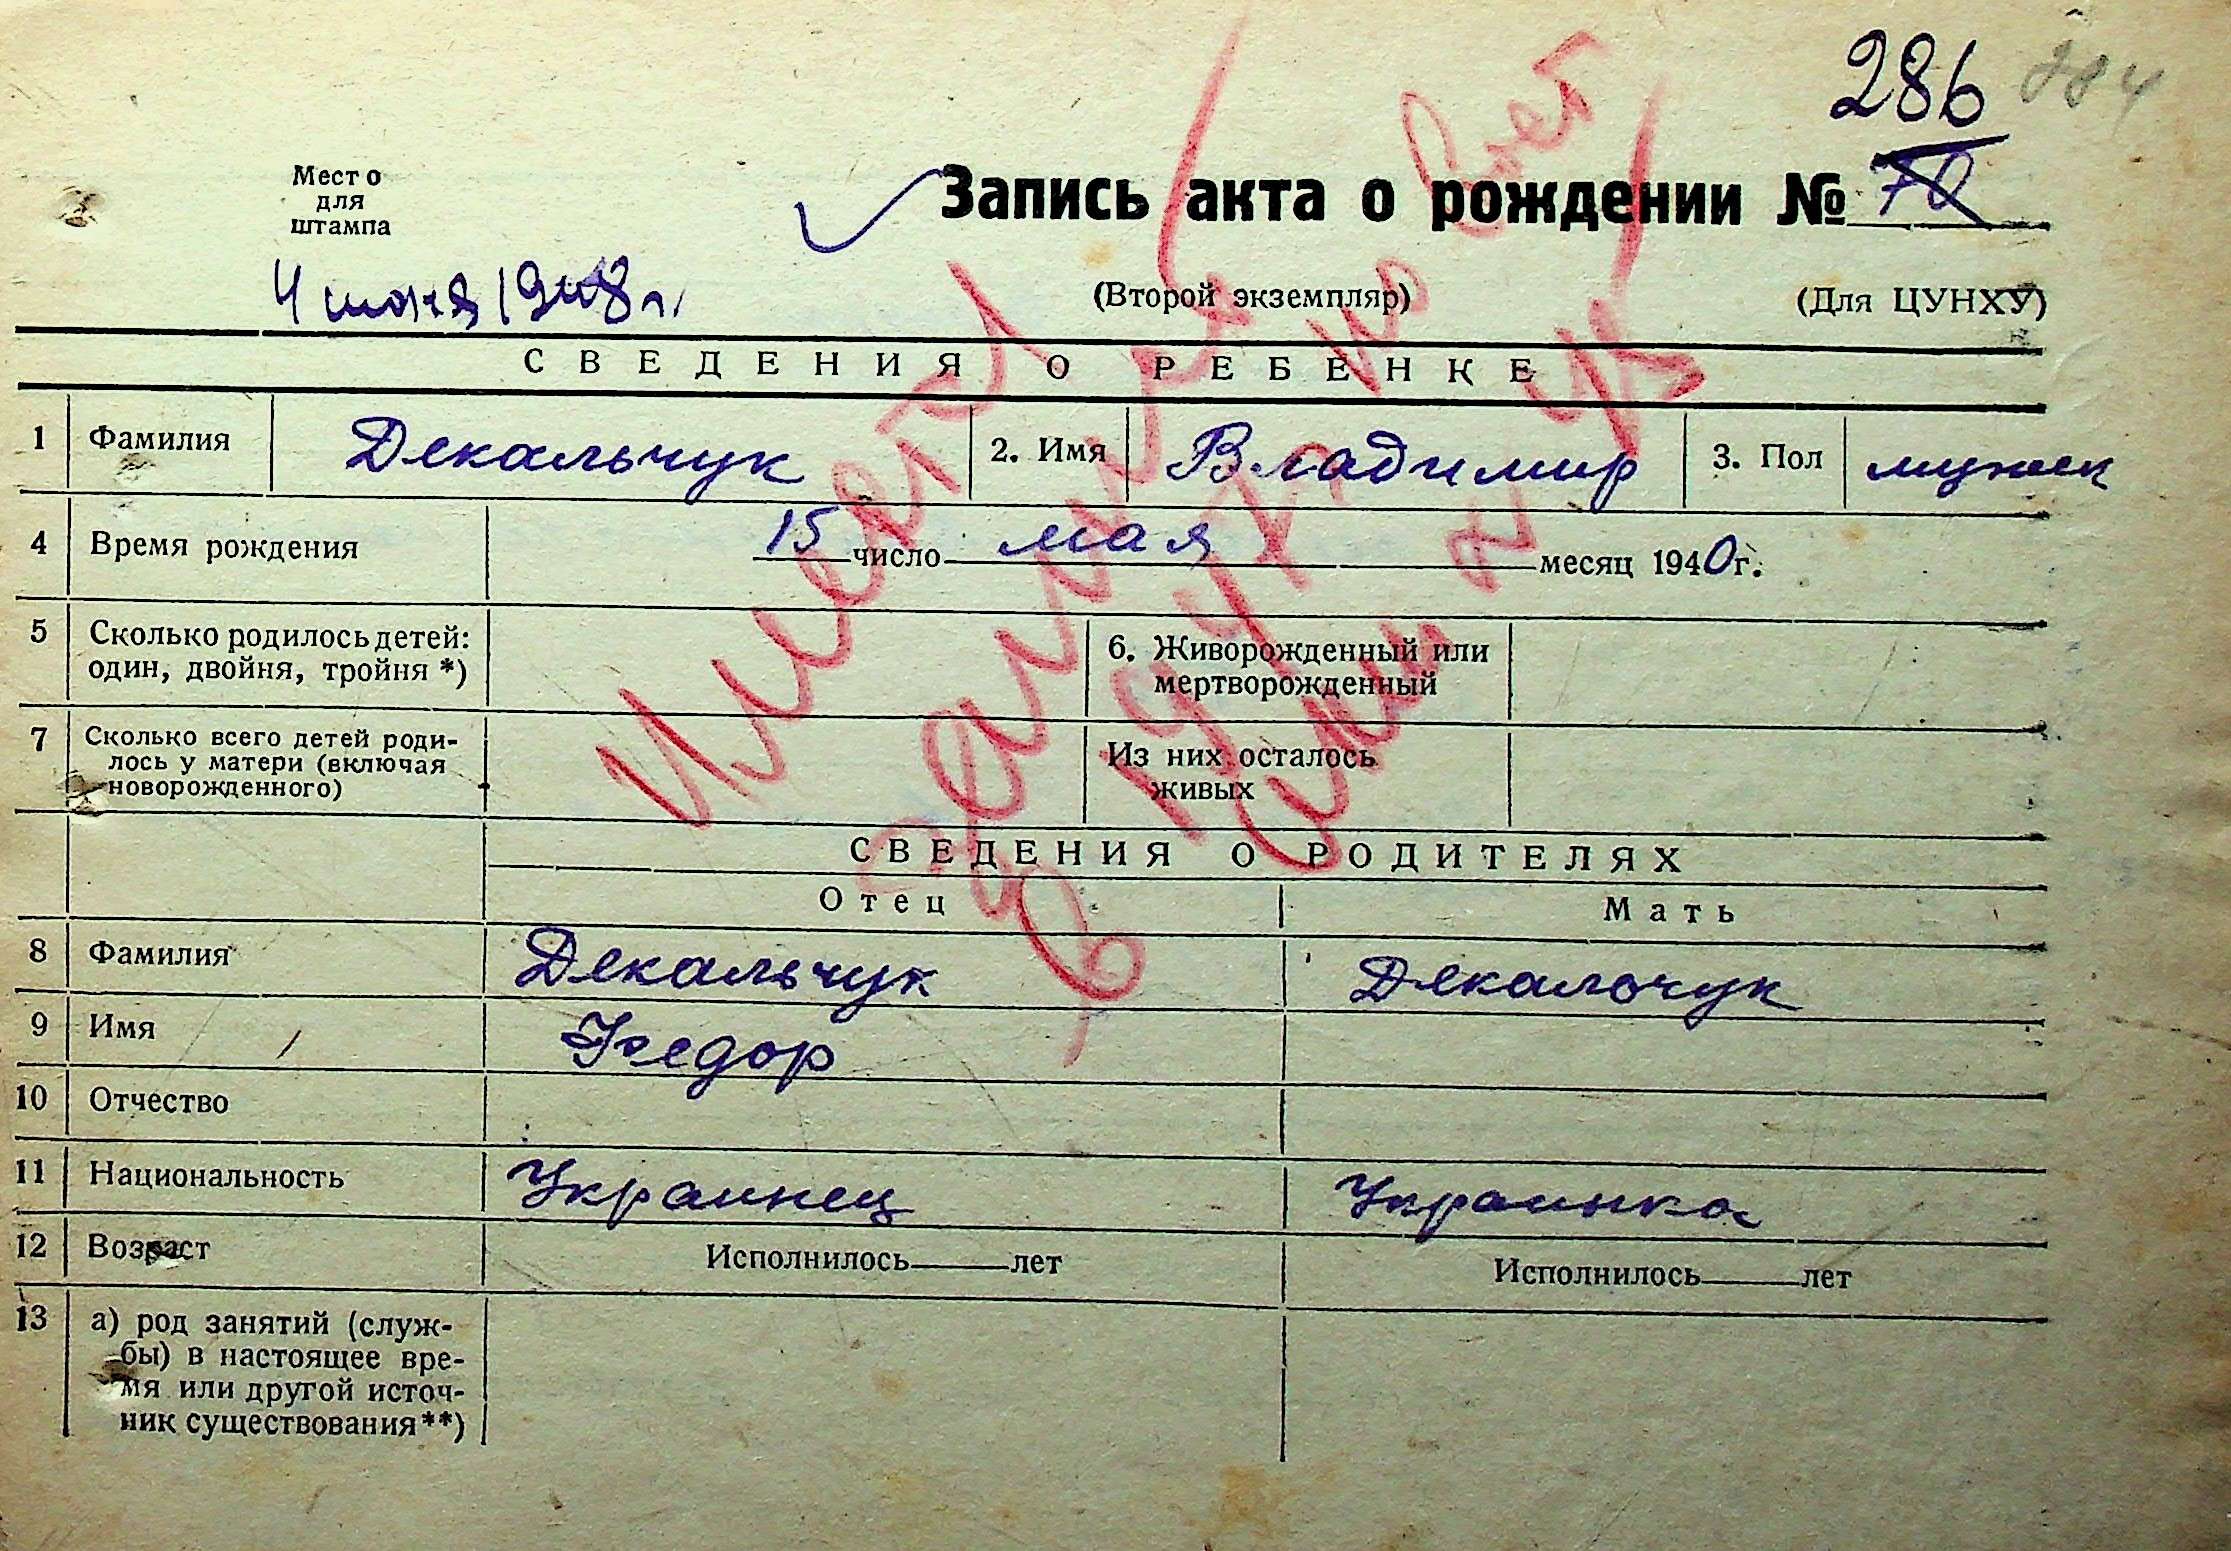 286 284
Место
для
штампа
Запись акта о рождении № 70
4 июня 1948 г.
(Второй экземпляр)
(Для ЦУНХУ)
СВЕДЕНИЯ О РЕБЕНКЕ
1 Фамилия Декальчук 2. Имя Владимир 3. Пол мужск
4 Время рождения 15 число мая месяц 1940 г.
5 Сколько родилось детей: 6. Живорожденный или
один, двойня, тройня *) мертворожденный
7 Сколько всего детей роди- Из них осталось
лось у матери (включая живых
новорожденного)
СВЕДЕНИЯ О РОДИТЕЛЯХ
Отец Мать
8 Фамилия Декальчук Декальчук
9 Имя Федор
10 Отчество
11 Национальность Украинец Украинка
12 Возраст Исполнилось лет Исполнилось лет
13 а) род занятий (служ-
бы) в настоящее вре-
мя или другой источ-
ник существования**)